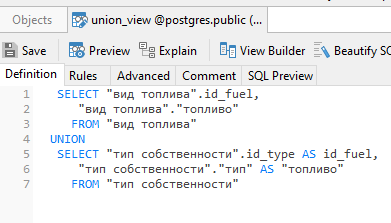 Objects
union_view @postgres.public (...
Save Preview Explain View Builder Beautify SQ
Definition Rules Advanced Comment SQL Preview
1 SELECT "вид топлива".id_fuel,
2 "вид топлива"."топливо"
3 FROM "вид топлива"
4 UNION
5 SELECT "тип собственности".id_type AS id_fuel,
6 "тип собственности"."тип" AS "топливо"
7 FROM "тип собственности"